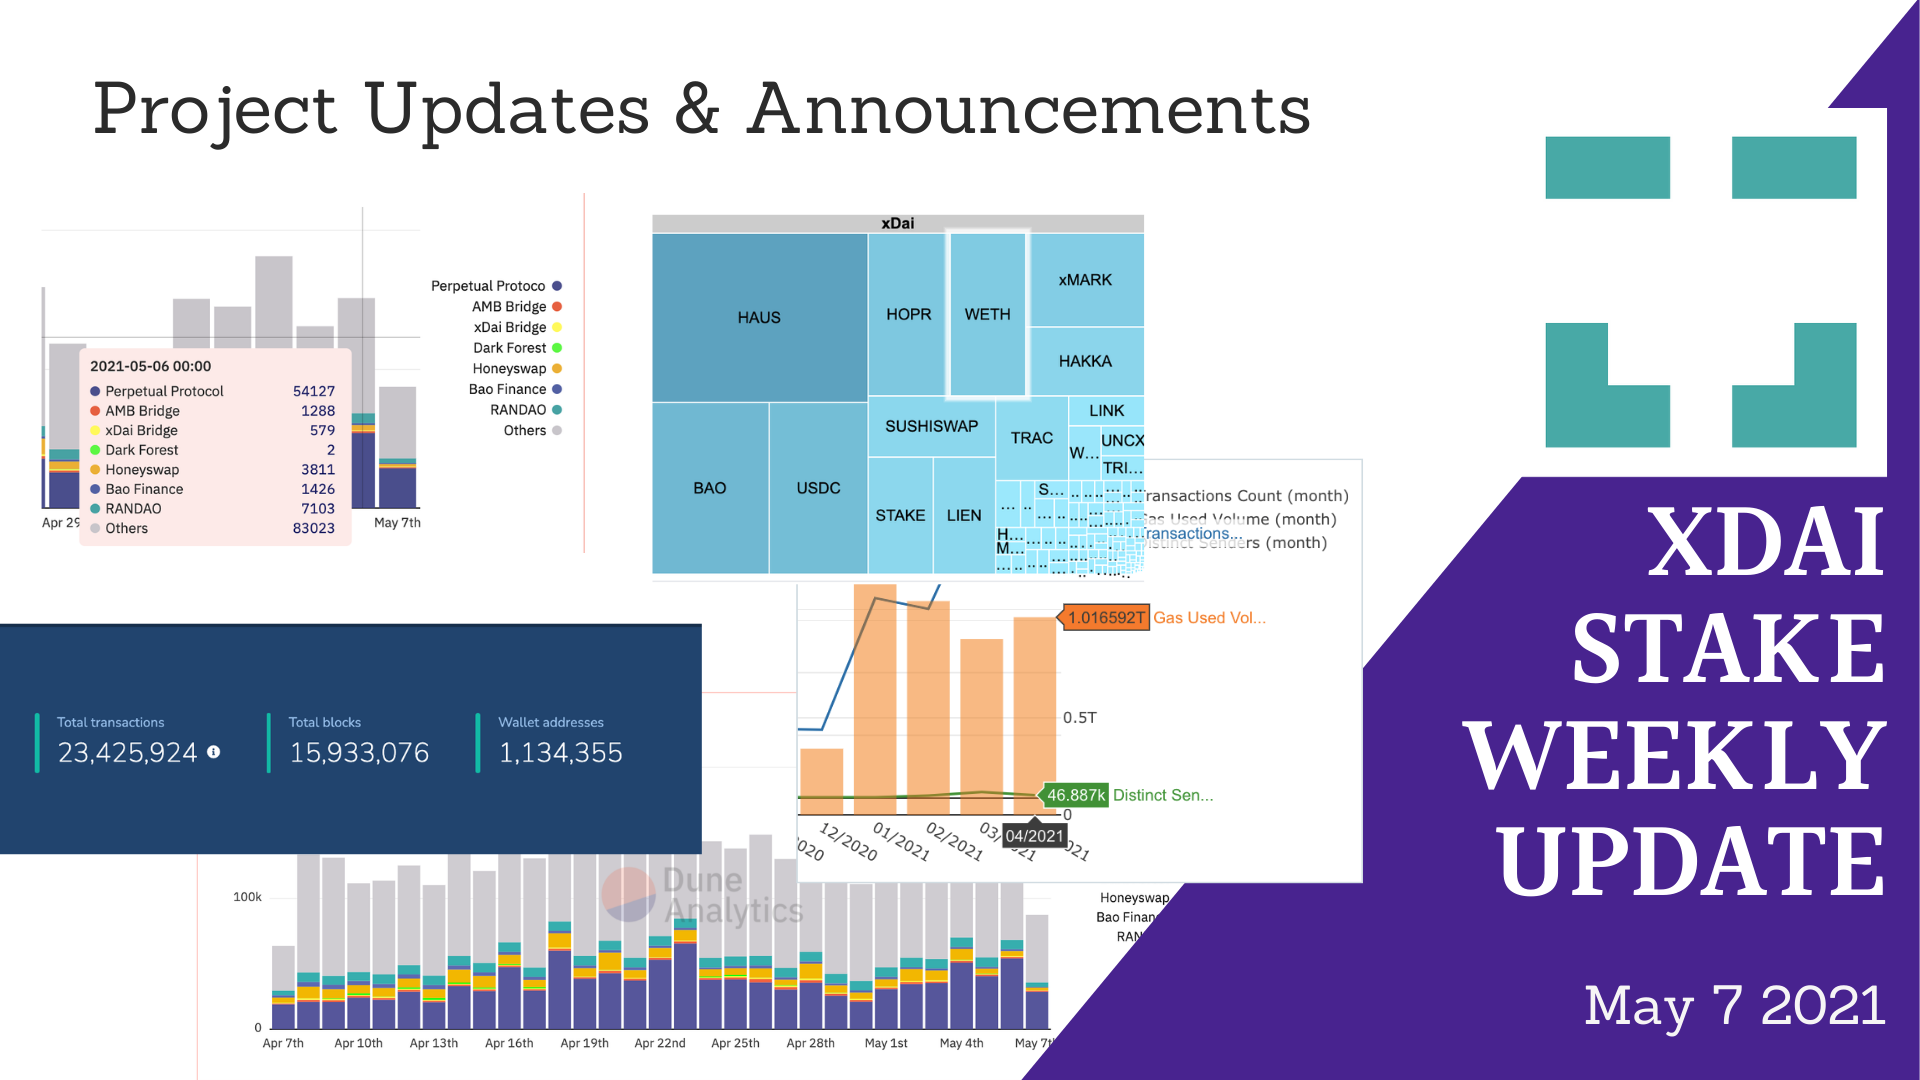 Project Updates & Announcements
Perpetual Protoco
AMB Bridge
xDai Bridge
Dark Forest
Honeyswap
Bao Finance
RANDAO
Others
2021-05-06 00:00
Perpetual Protocol 54127
AMB Bridge 1288
xDai Bridge 579
Dark Forest 2
Honeyswap 3811
Bao Finance 1426
RANDAO 7103
Others 83023
Apr 29
May 7th
xDai
HAUS
HOPR
WETH
xMARK
HAKKA
BAO
USDC
SUSHISWAP
TRAC
LINK
W...
UNCX
TRI...
STAKE
LIEN
S...
H...
M...
ransactions Count (month)
as Used Volume (month)
ransactions...
istinct Senders (month)
1.016592T Gas Used Vol...
0.5T
46.887k Distinct Sen...
0
020
12/2020
01/2021
02/2021
03/
04/2021
021
Total transactions
23,425,924
Total blocks
15,933,076
Wallet addresses
1,134,355
Dune
Analytics
100k
0
Apr 7th
Apr 10th
Apr 13th
Apr 16th
Apr 19th
Apr 22nd
Apr 25th
Apr 28th
May 1st
May 4th
May 7t
Honeyswap
Bao Finan
RAN
XDAI
STAKE
WEEKLY
UPDATE
May 7 2021